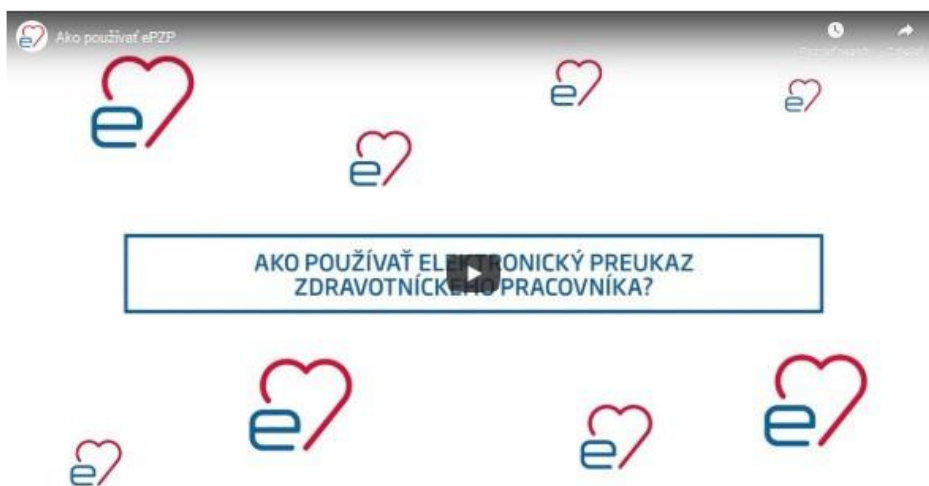 Ako používať ePZP
AKO POUŽÍVAŤ ELEKTRONICKÝ PREUKAZ
ZDRAVOTNÍCKEHO PRACOVNÍKA?